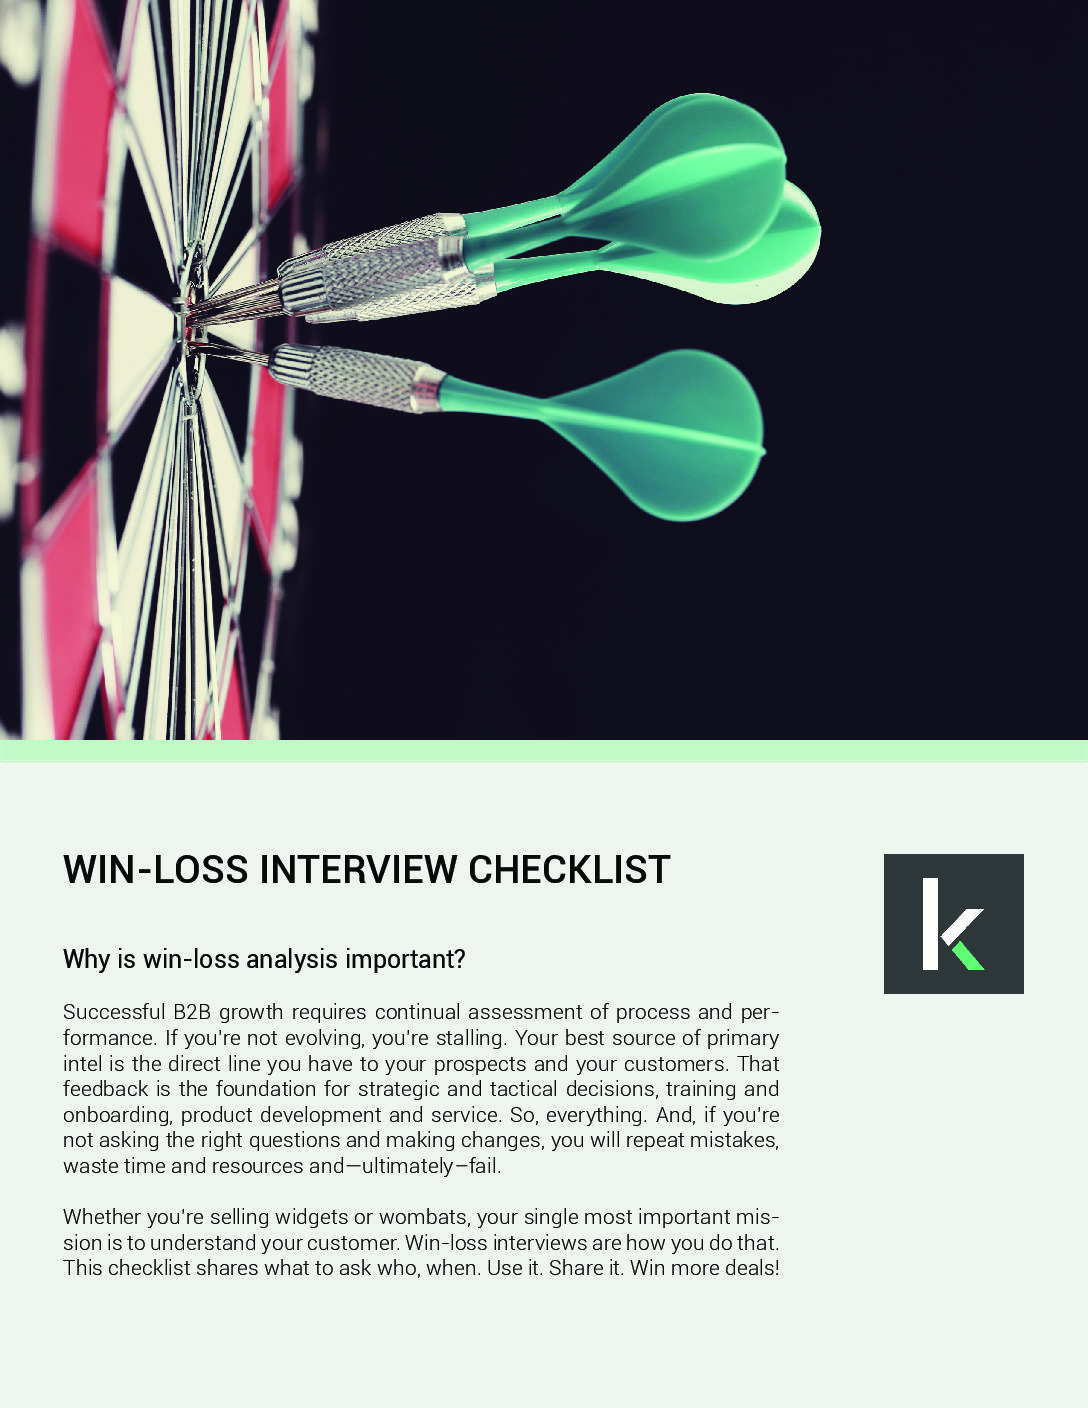 WIN-LOSS INTERVIEW CHECKLIST
k
Why is win-loss analysis important?
Successful B2B growth requires continual assessment of process and per-
formance. If you're not evolving, you're stalling. Your best source of primary
intel is the direct line you have to your prospects and your customers. That
feedback is the foundation for strategic and tactical decisions, training and
onboarding, product development and service. So, everything. And, if you're
not asking the right questions and making changes, you will repeat mistakes,
waste time and resources and—ultimately–fail.
Whether you're selling widgets or wombats, your single most important mis-
sion is to understand your customer. Win-loss interviews are how you do that.
This checklist shares what to ask who, when. Use it. Share it. Win more deals!